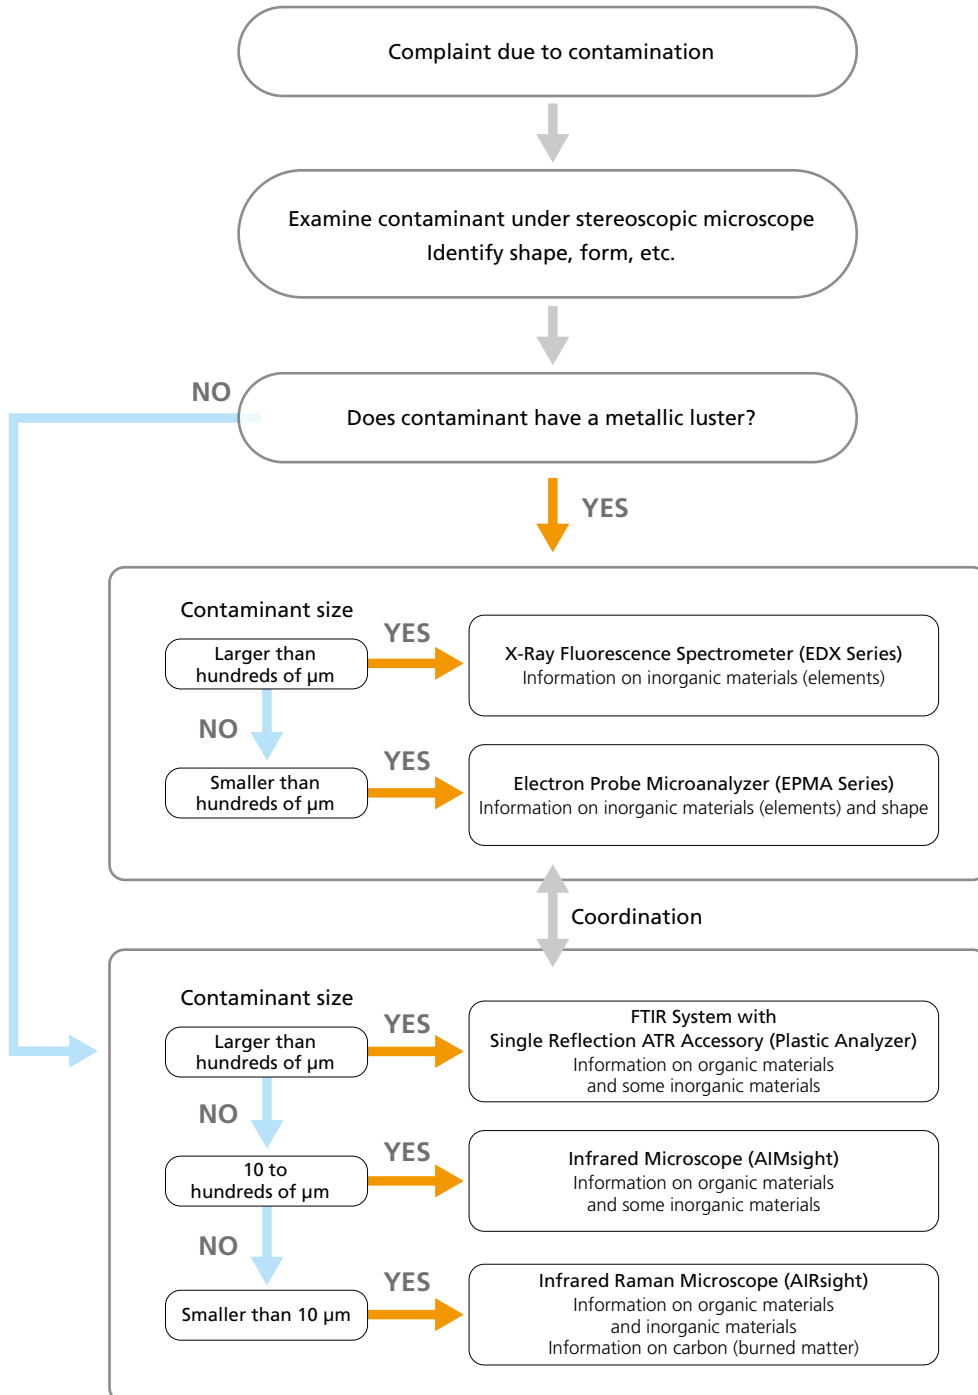 Complaint due to contamination
Examine contaminant under stereoscopic microscope
Identify shape, form, etc.
NO
Does contaminant have a metallic luster?
YES
Contaminant size
Larger than
hundreds of µm
YES
X-Ray Fluorescence Spectrometer (EDX Series)
Information on inorganic materials (elements)
NO
Smaller than
hundreds of µm
YES
Electron Probe Microanalyzer (EPMA Series)
Information on inorganic materials (elements) and shape
Coordination
Contaminant size
Larger than
hundreds of µm
YES
FTIR System with
Single Reflection ATR Accessory (Plastic Analyzer)
Information on organic materials
and some inorganic materials
NO
10 to
hundreds of µm
YES
Infrared Microscope (AIMsight)
Information on organic materials
and some inorganic materials
NO
Smaller than 10 µm
YES
Infrared Raman Microscope (AIRsight)
Information on organic materials
and inorganic materials
Information on carbon (burned matter)